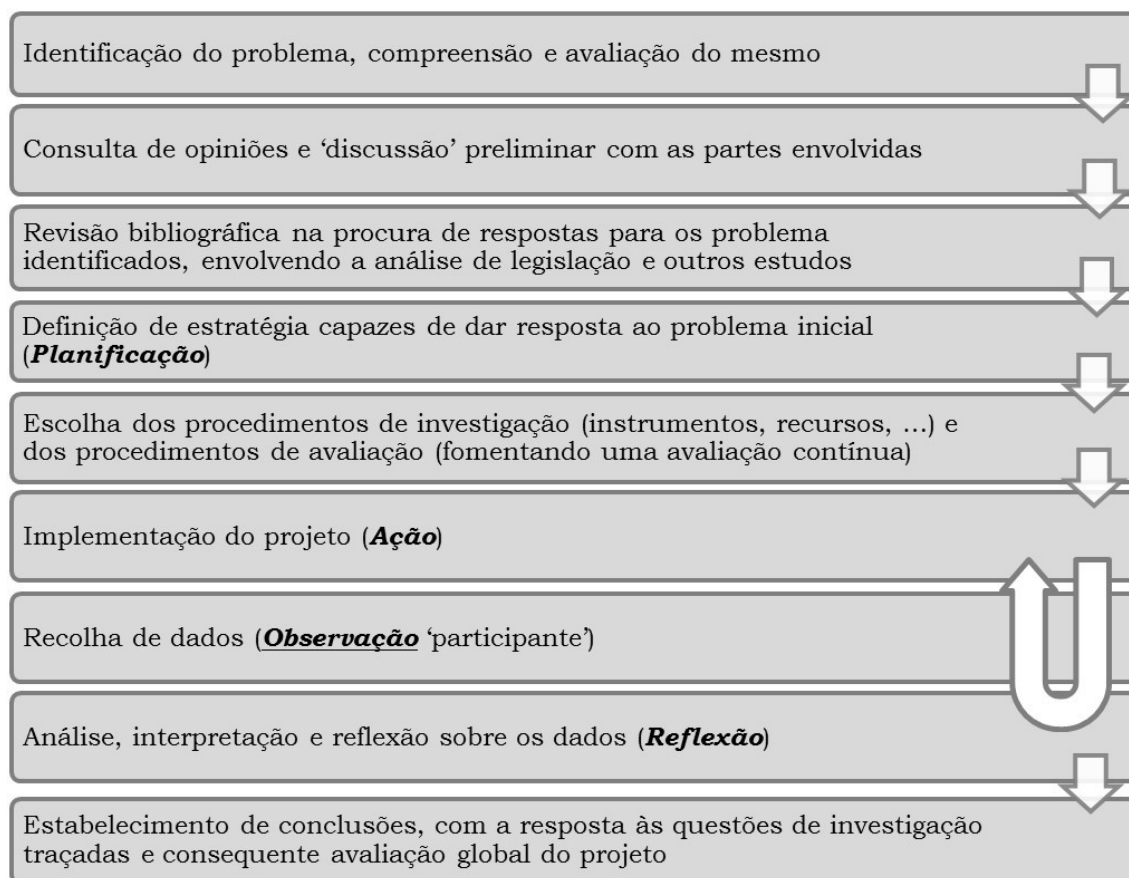 Identificação do problema, compreensão e avaliação do mesmo
Consulta de opiniões e ‘discussão’ preliminar com as partes envolvidas
Revisão bibliográfica na procura de respostas para os problema
identificados, envolvendo a análise de legislação e outros estudos
Definição de estratégia capazes de dar resposta ao problema inicial
(Planificação)
Escolha dos procedimentos de investigação (instrumentos, recursos, …) e
dos procedimentos de avaliação (fomentando uma avaliação contínua)
Implementação do projeto (Ação)
Recolha de dados (Observação ‘participante’)
Análise, interpretação e reflexão sobre os dados (Reflexão)
Estabelecimento de conclusões, com a resposta às questões de investigação
traçadas e consequente avaliação global do projeto